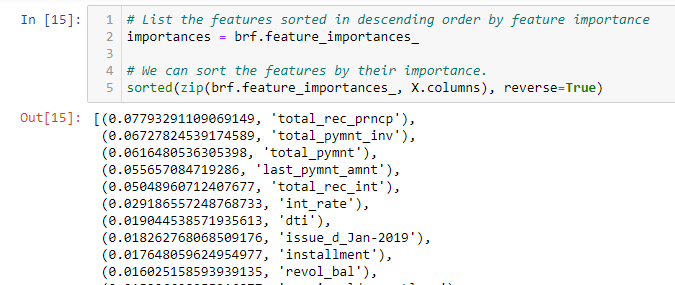 In [15]:
1 # List the features sorted in descending order by feature importance
2 importances = brf.feature_importances_
3
4 # We can sort the features by their importance.
5 sorted(zip(brf.feature_importances_, X.columns), reverse=True)
Out[15]: [(0.07793291109069149, 'total_rec_prncp'),
(0.06727824539174589, 'total_pymnt_inv'),
(0.0616480536305398, 'total_pymnt'),
(0.055657084719286, 'last_pymnt_amnt'),
(0.05048960712407677, 'total_rec_int'),
(0.029186557248768733, 'int_rate'),
(0.019044538571935613, 'dti'),
(0.018262768068509176, 'issue_d_Jan-2019'),
(0.017648059624954977, 'installment'),
(0.016025158593939135, 'revol_bal'),